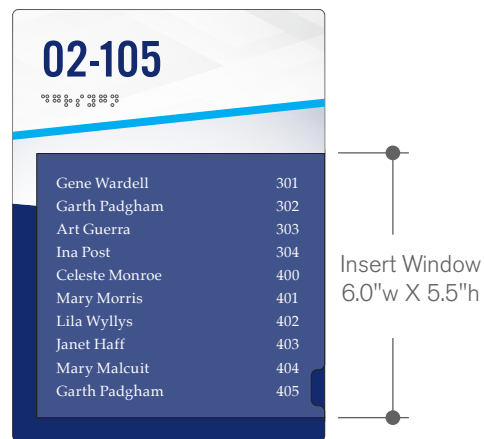 02-105
Gene Wardell 301
Garth Padgham 302
Art Guerra 303
Ina Post 304
Celeste Monroe 400
Mary Morris 401
Lila Wyllys 402
Janet Haff 403
Mary Malcuit 404
Garth Padgham 405
Insert Window
6.0"w X 5.5"h